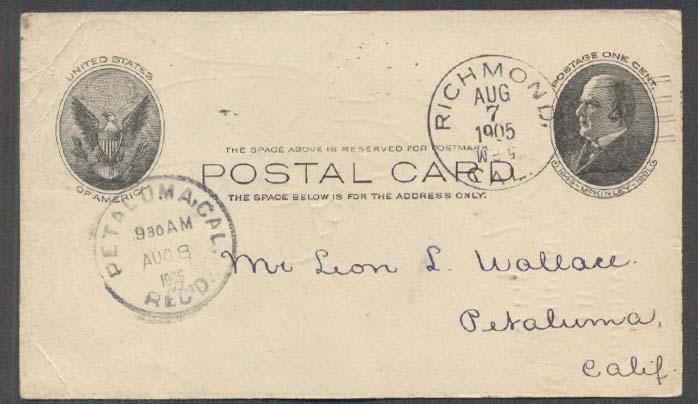 UNITED STATES
OF AMERICA
RICHMOND,
AUG
7
1905
CAL.
POSTAGE ONE CENT.
McKINLEY
THE SPACE ABOVE IS RESERVED FOR POSTMARK
POSTAL CARD
THE SPACE BELOW IS FOR THE ADDRESS ONLY.
PETALUMA, CAL.
930 AM
AUG 8
1905
REC'D.
Mr Leon L. Wallace.
Petaluma,
Calif.